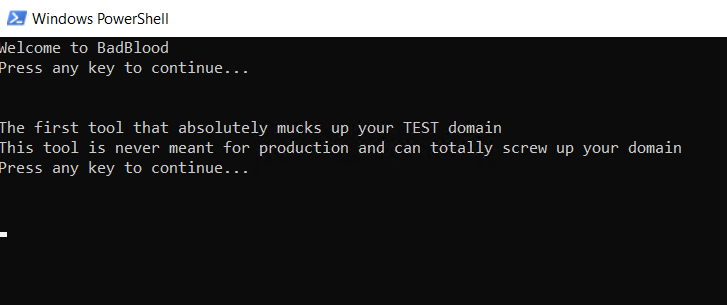 Windows PowerShell
Welcome to BadBlood
Press any key to continue...
The first tool that absolutely mucks up your TEST domain
This tool is never meant for production and can totally screw up your domain
Press any key to continue...